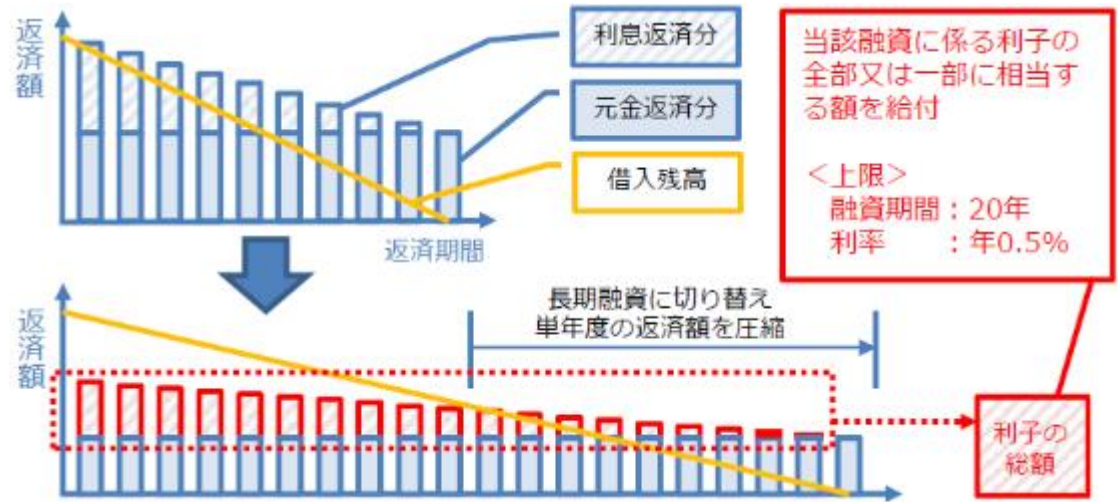 返済額
利息返済分
元金返済分
借入残高
返済期間
当該融資に係る利子の
全部又は一部に相当す
る額を給付
<上限>
融資期間：20年
利率　　：年0.5%
長期融資に切り替え
単年度の返済額を圧縮
返済額
利子の
総額